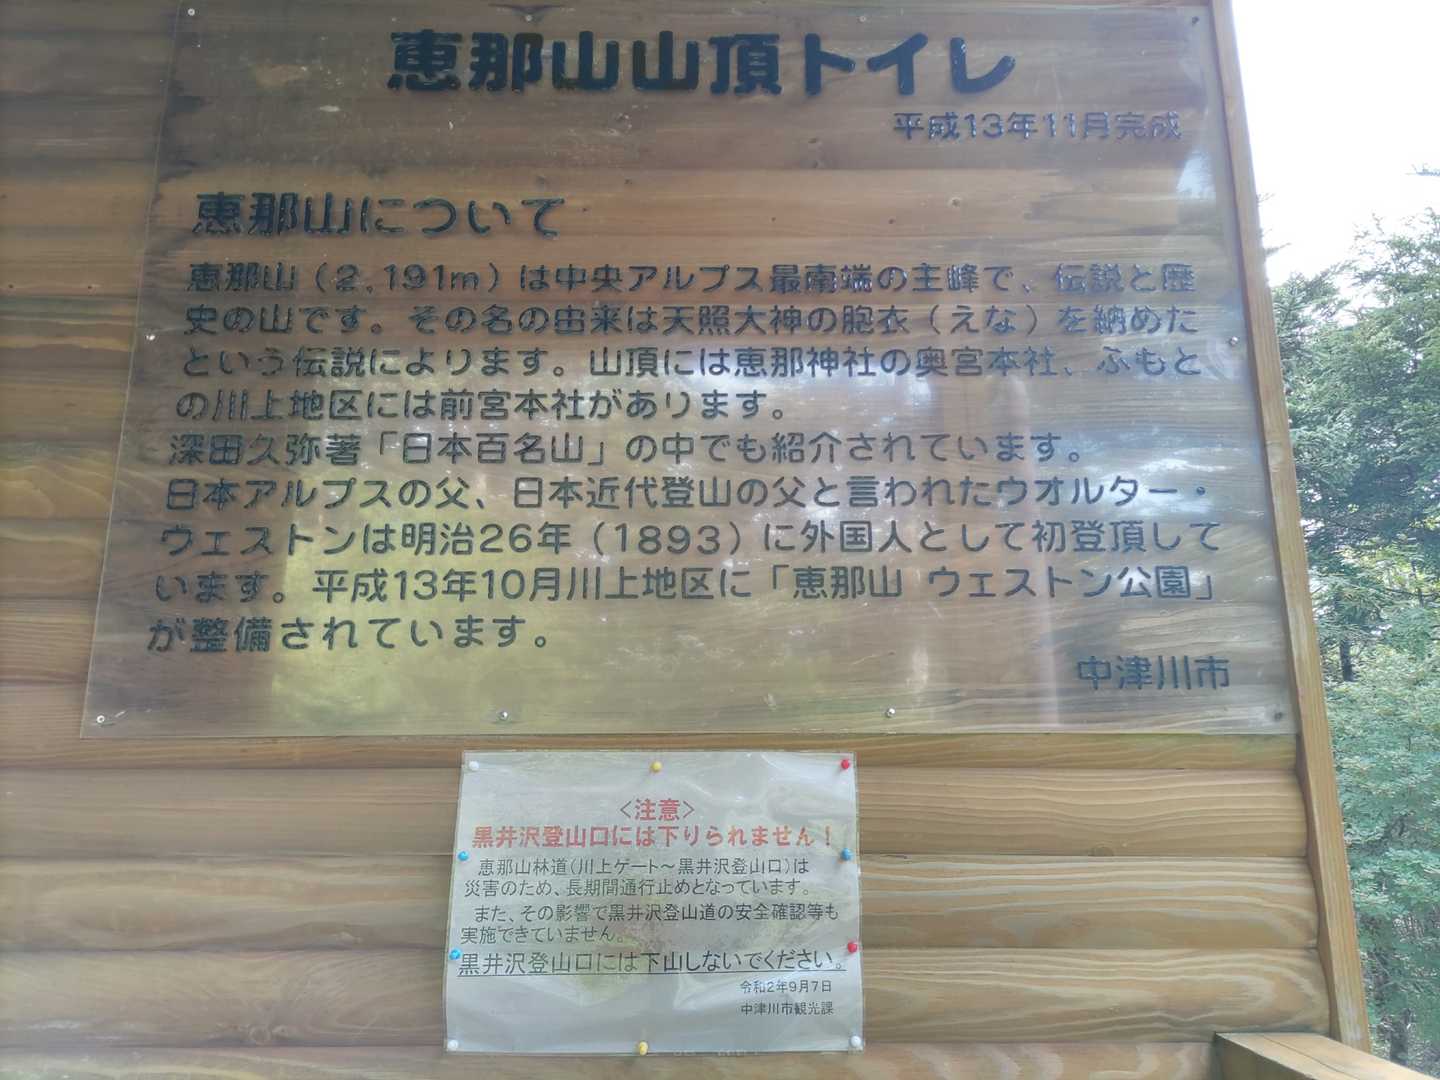 恵那山山頂トイレ
平成13年11月完成
恵那山について
恵那山(2,191m)は中央アルプス最南端の主峰で、伝説と歴
史の山です。その名の由来は天照大神の胞衣(えな)を納めた
という伝説によります。山頂には恵那神社の奥宮本社、ふもと
の川上地区には前宮本社があります。
深田久弥著「日本百名山」の中でも紹介されています。
日本アルプスの父、日本近代登山の父と言われたウオルター・
ウェストンは明治26年(1893)に外国人として初登頂して
います。平成13年10月川上地区に「恵那山 ウェストン公園」
が整備されています。
中津川市
<注意>
黒井沢登山口には下りられません!
恵那山林道(川上ゲート~黒井沢登山口)は
災害のため、長期間通行止めとなっています。
また、その影響で黒井沢登山道の安全確認等も
実施できていません。
黒井沢登山口には下山しないでください。
令和2年9月7日
中津川市観光課